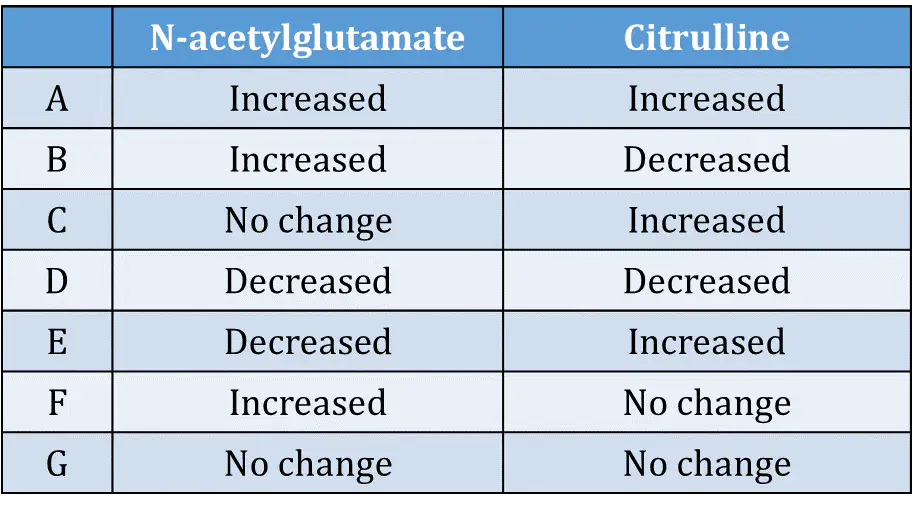 N-acetylglutamate Citrulline
A Increased Increased
B Increased Decreased
C No change Increased
D Decreased Decreased
E Decreased Increased
F Increased No change
G No change No change